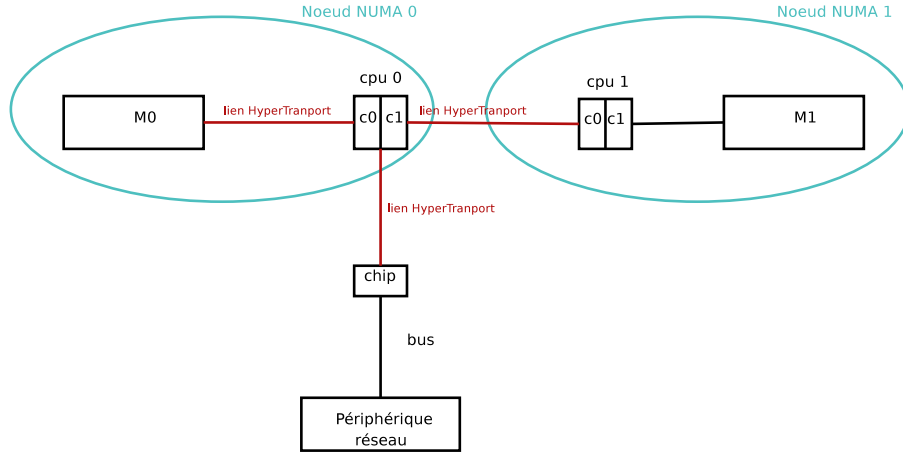 Noeud NUMA 0
Noeud NUMA 1
cpu 0
cpu 1
M0
lien HyperTranport
c0
c1
lien HyperTranport
c0
c1
M1
lien HyperTranport
chip
bus
Périphérique
réseau